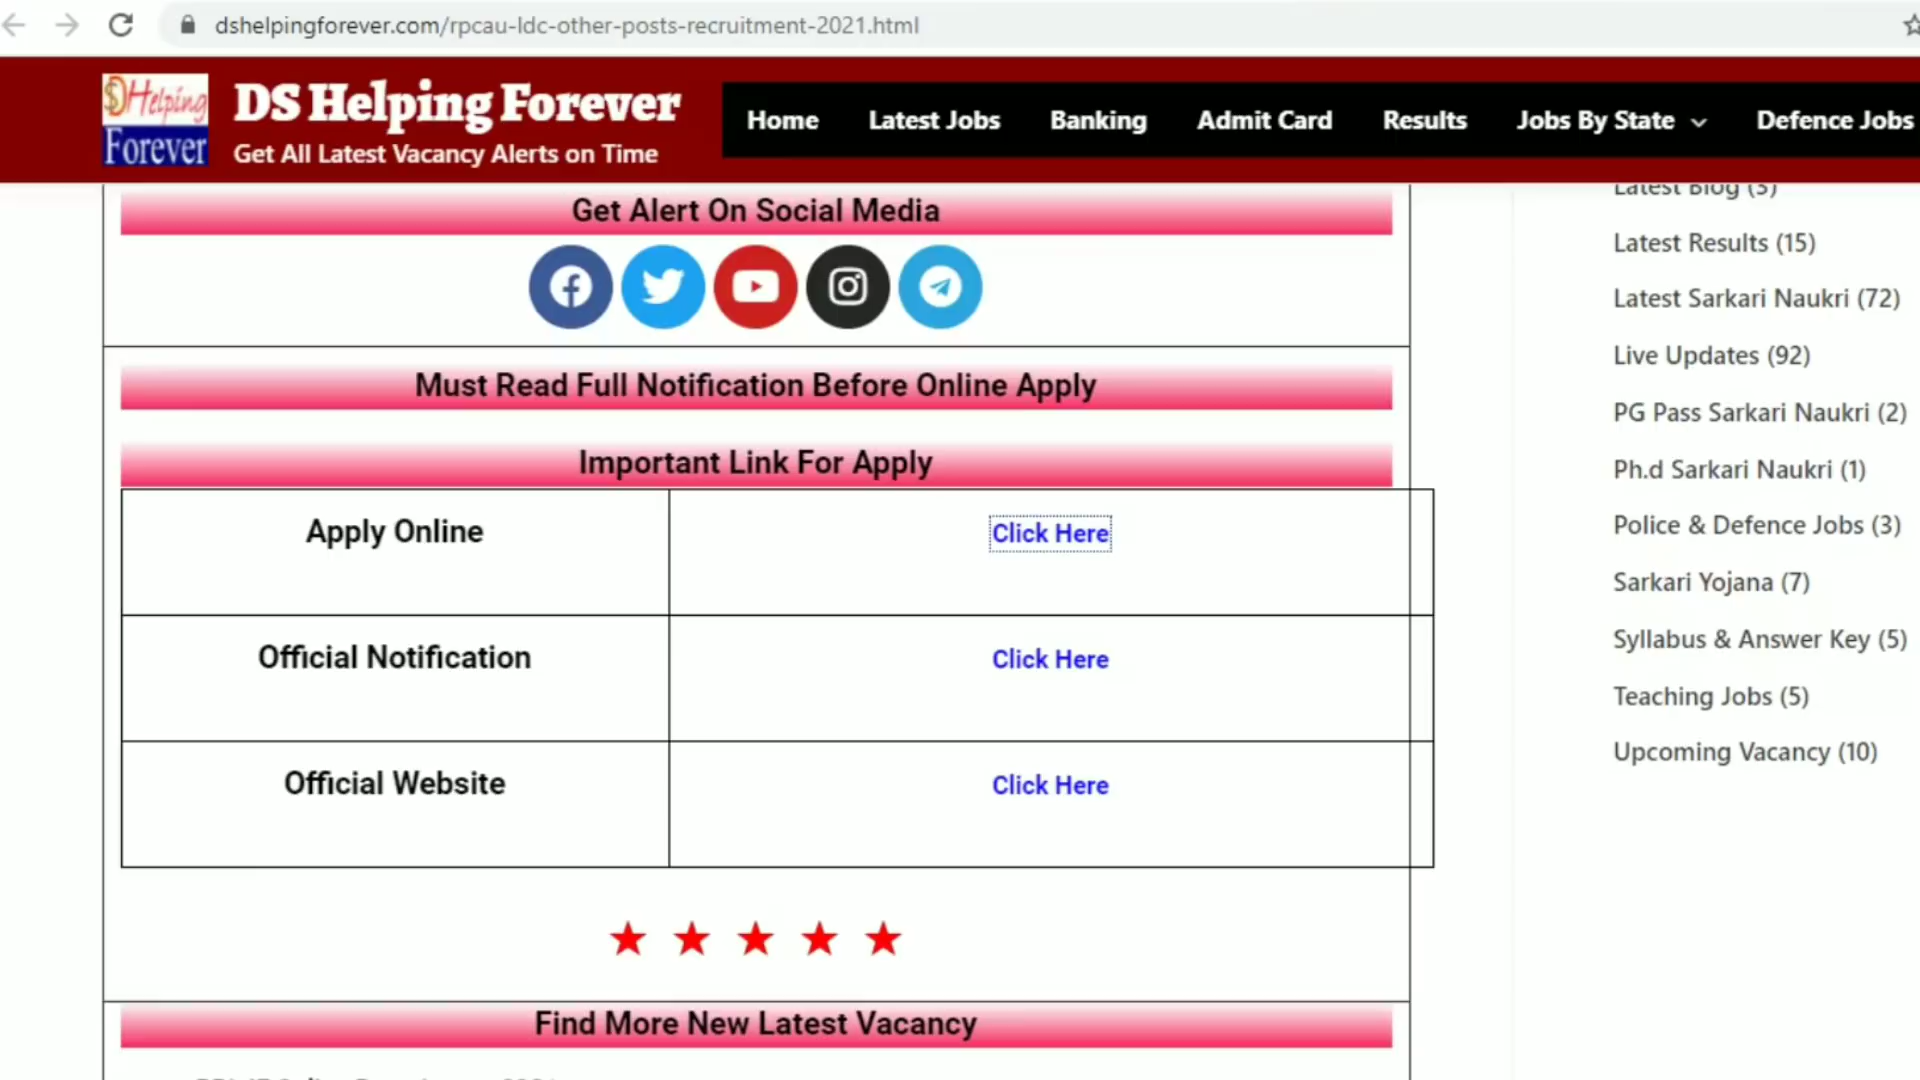 dshelpingforever.com/rpcau-ldc-other-posts-recruitment-2021.html
DHelping
Forever
DS Helping Forever
Get All Latest Vacancy Alerts on Time
Home Latest Jobs Banking Admit Card Results Jobs By State Defence Jobs
Get Alert On Social Media
Must Read Full Notification Before Online Apply
Important Link For Apply
Apply Online Click Here
Official Notification Click Here
Official Website Click Here
★ ★ ★ ★ ★
Find More New Latest Vacancy
Latest Blog (3)
Latest Results (15)
Latest Sarkari Naukri (72)
Live Updates (92)
PG Pass Sarkari Naukri (2)
Ph.d Sarkari Naukri (1)
Police & Defence Jobs (3)
Sarkari Yojana (7)
Syllabus & Answer Key (5)
Teaching Jobs (5)
Upcoming Vacancy (10)